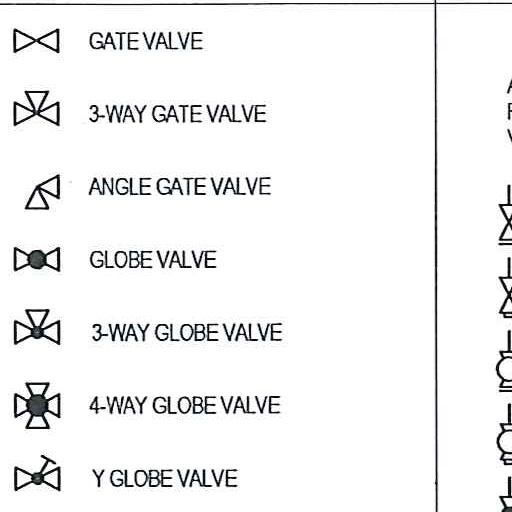 GATE VALVE
3-WAY GATE VALVE
ANGLE GATE VALVE
GLOBE VALVE
3-WAY GLOBE VALVE
4-WAY GLOBE VALVE
Y GLOBE VALVE